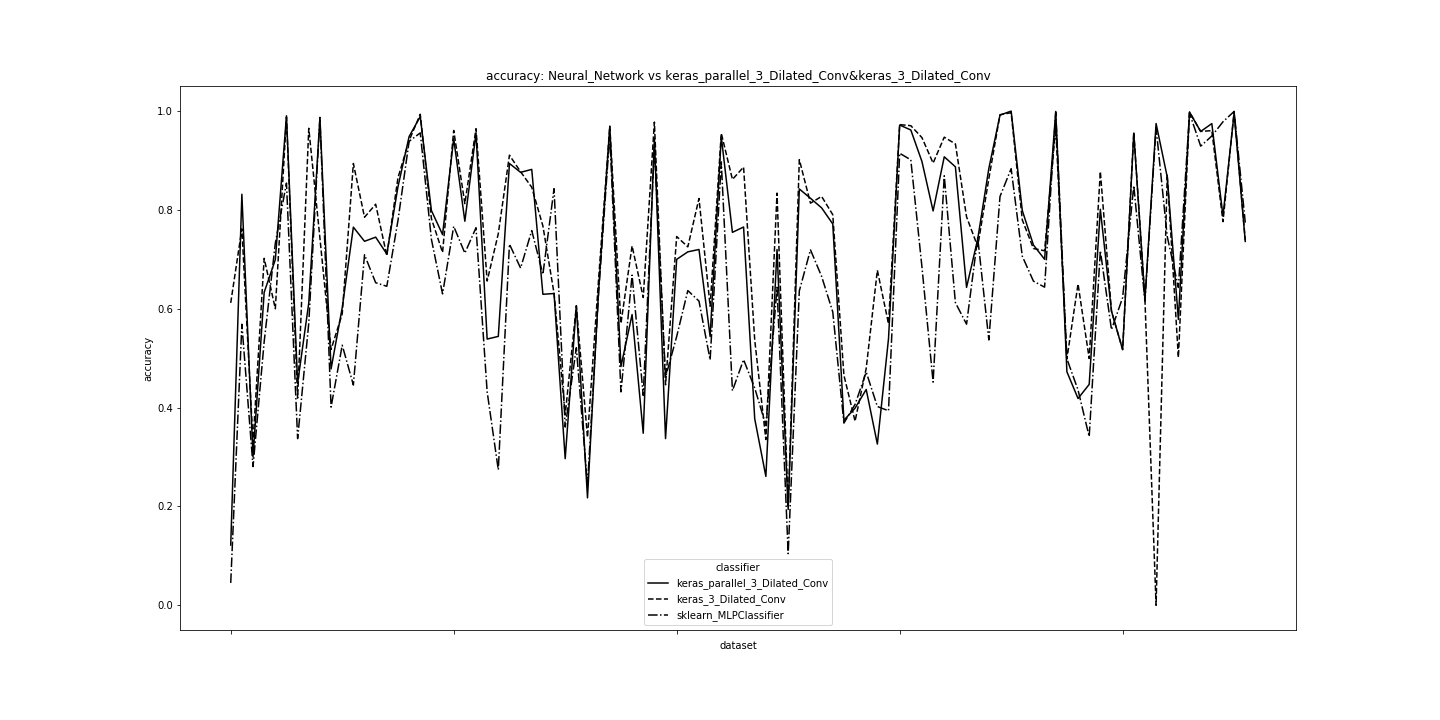 accuracy: Neural_Network vs keras_parallel_3_Dilated_Conv&keras_3_Dilated_Conv
1.0
0.8
0.6
0.4
0.2
0.0
accuracy
classifier
keras_parallel_3_Dilated_Conv
keras_3_Dilated_Conv
sklearn_MLPClassifier
dataset